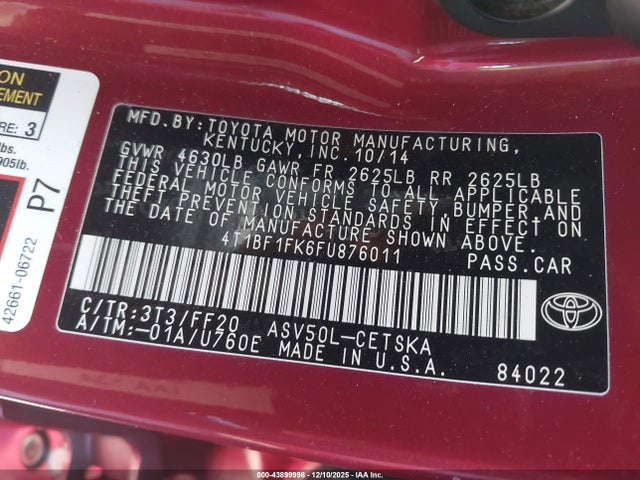 ON
EMENT
RE: 3
lbs.
905lb.
P7
42661-06722
MFD.BY:TOYOTA MOTOR MANUFACTURING,
KENTUCKY, INC. 10/14
GVWR 4630LB GAWR FR 2625LB RR 2625LB
THIS VEHICLE CONFORMS TO ALL APPLICABLE
FEDERAL MOTOR VEHICLE SAFETY, BUMPER, AND
THEFT PREVENTION STANDARDS IN EFFECT ON
THE DATE OF MANUFACTURE SHOWN ABOVE.
4T1BF1FK6FU876011
PASS.CAR
C/TR:3T3/FF20 ASV50L-CETSKA
A/TM:-01A/U760E MADE IN U.S.A.
84022
000-43899998 - 12/10/2025 - IAA Inc.